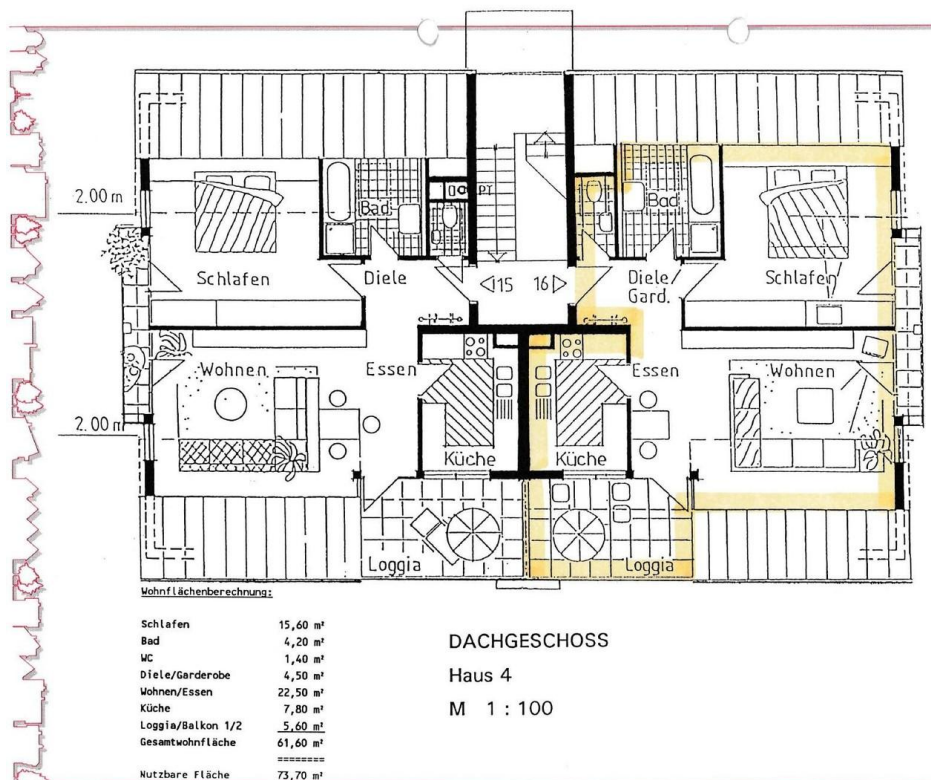 2.00 m
Bad
PT
Bad
Schlafen
Diele
15
16
Diele
Gard.
Schlafen
Wohnen
Essen
Essen
Wohnen
2.00 m
Küche
Küche
Loggia
Loggia
Wohnflächenberechnung:
Schlafen 15,60 m²
Bad 4,20 m²
WC 1,40 m²
Diele/Garderobe 4,50 m²
Wohnen/Essen 22,50 m²
Küche 7,80 m²
Loggia/Balkon 1/2 5,60 m²
Gesamtwohnfläche 61,60 m²
========
Nutzbare Fläche 73,70 m²
DACHGESCHOSS
Haus 4
M 1 : 100